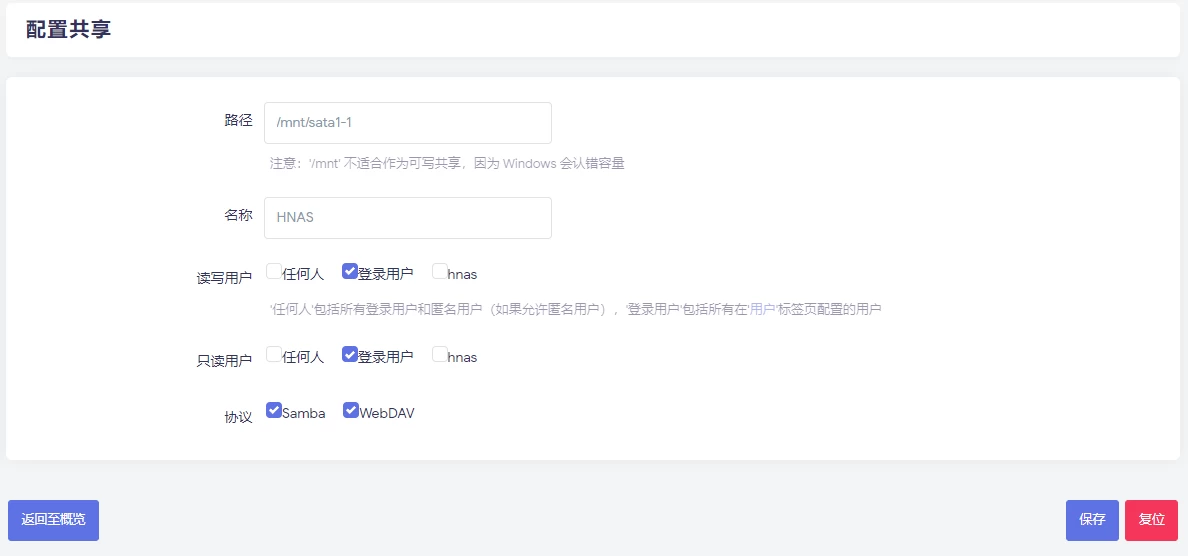 配置共享
路径 /mnt/sata1-1
注意：'/mnt' 不适合作为可写共享，因为 Windows 会认错容量
名称 HNAS
读写用户 任何人 登录用户 hnas
'任何人'包括所有登录用户和匿名用户（如果允许匿名用户），'登录用户'包括所有在'用户'标签页配置的用户
只读用户 任何人 登录用户 hnas
协议 Samba WebDAV
返回至概览 保存 复位